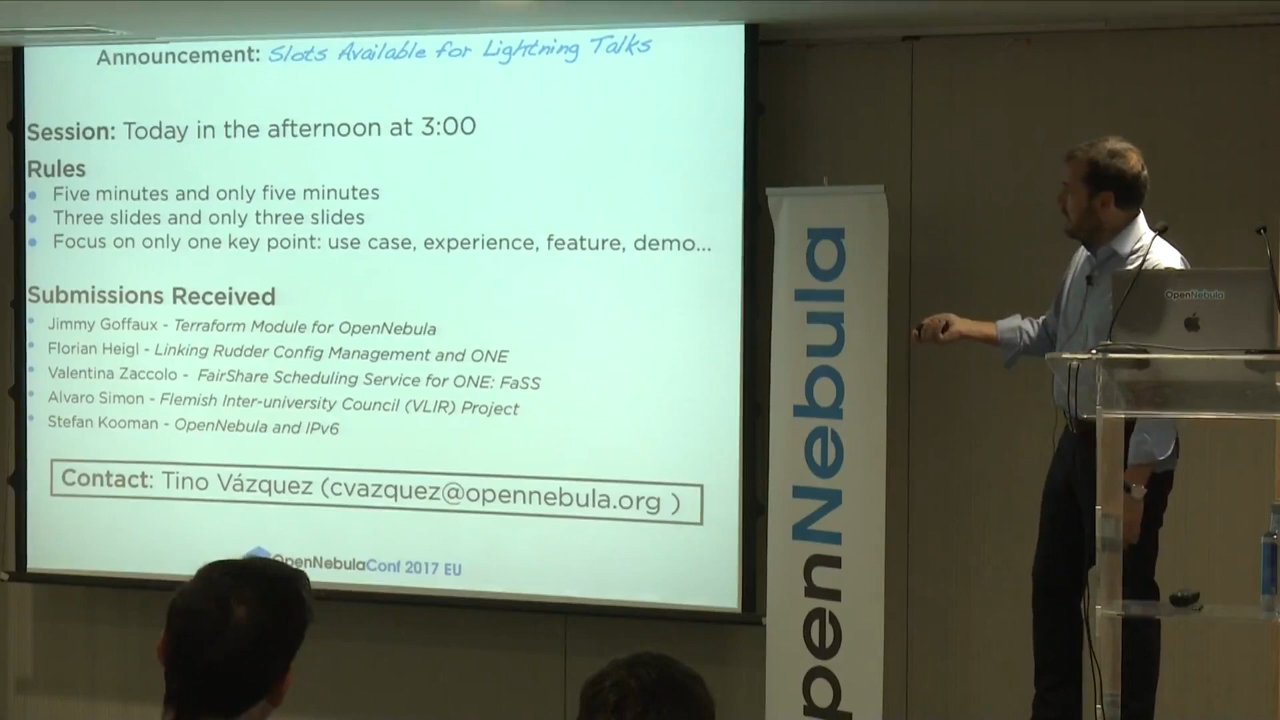 Announcement: Slots Available for Lightning Talks
Session: Today in the afternoon at 3:00
Rules
• Five minutes and only five minutes
• Three slides and only three slides
• Focus on only one key point: use case, experience, feature, demo...
Submissions Received
• Jimmy Goffaux - Terraform Module for OpenNebula
• Florian Heigl - Linking Rudder Config Management and ONE
• Valentina Zaccolo - FairShare Scheduling Service for ONE: FaSS
• Alvaro Simon - Flemish Inter-university Council (VLIR) Project
• Stefan Kooman - OpenNebula and IPv6
Contact: Tino Vázquez (cvazquez@opennebula.org )
OpenNebulaConf 2017 EU
penNebula
OpenNebula